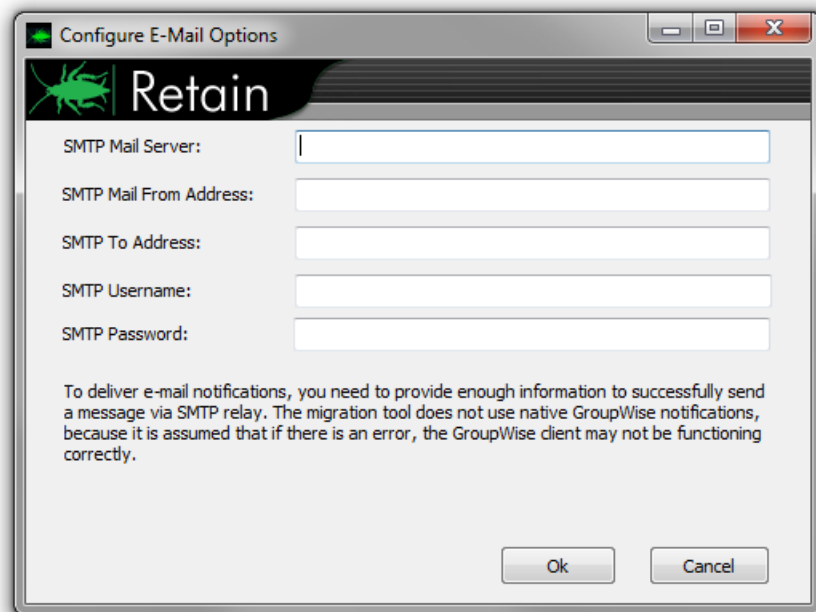 Configure E-Mail Options
Retain
SMTP Mail Server:
SMTP Mail From Address:
SMTP To Address:
SMTP Username:
SMTP Password:
To deliver e-mail notifications, you need to provide enough information to successfully send
a message via SMTP relay. The migration tool does not use native GroupWise notifications,
because it is assumed that if there is an error, the GroupWise client may not be functioning
correctly.
Ok Cancel